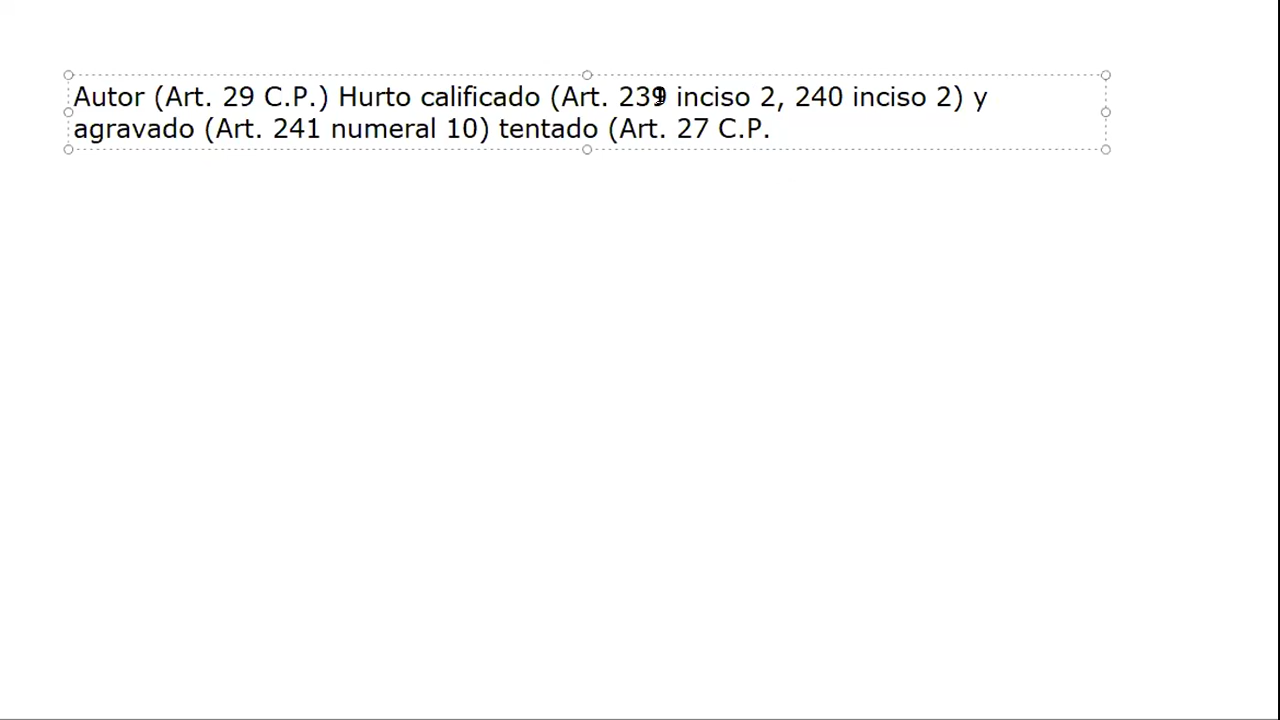 Autor (Art. 29 C.P.) Hurto calificado (Art. 239 inciso 2, 240 inciso 2) y
agravado (Art. 241 numeral 10) tentado (Art. 27 C.P.